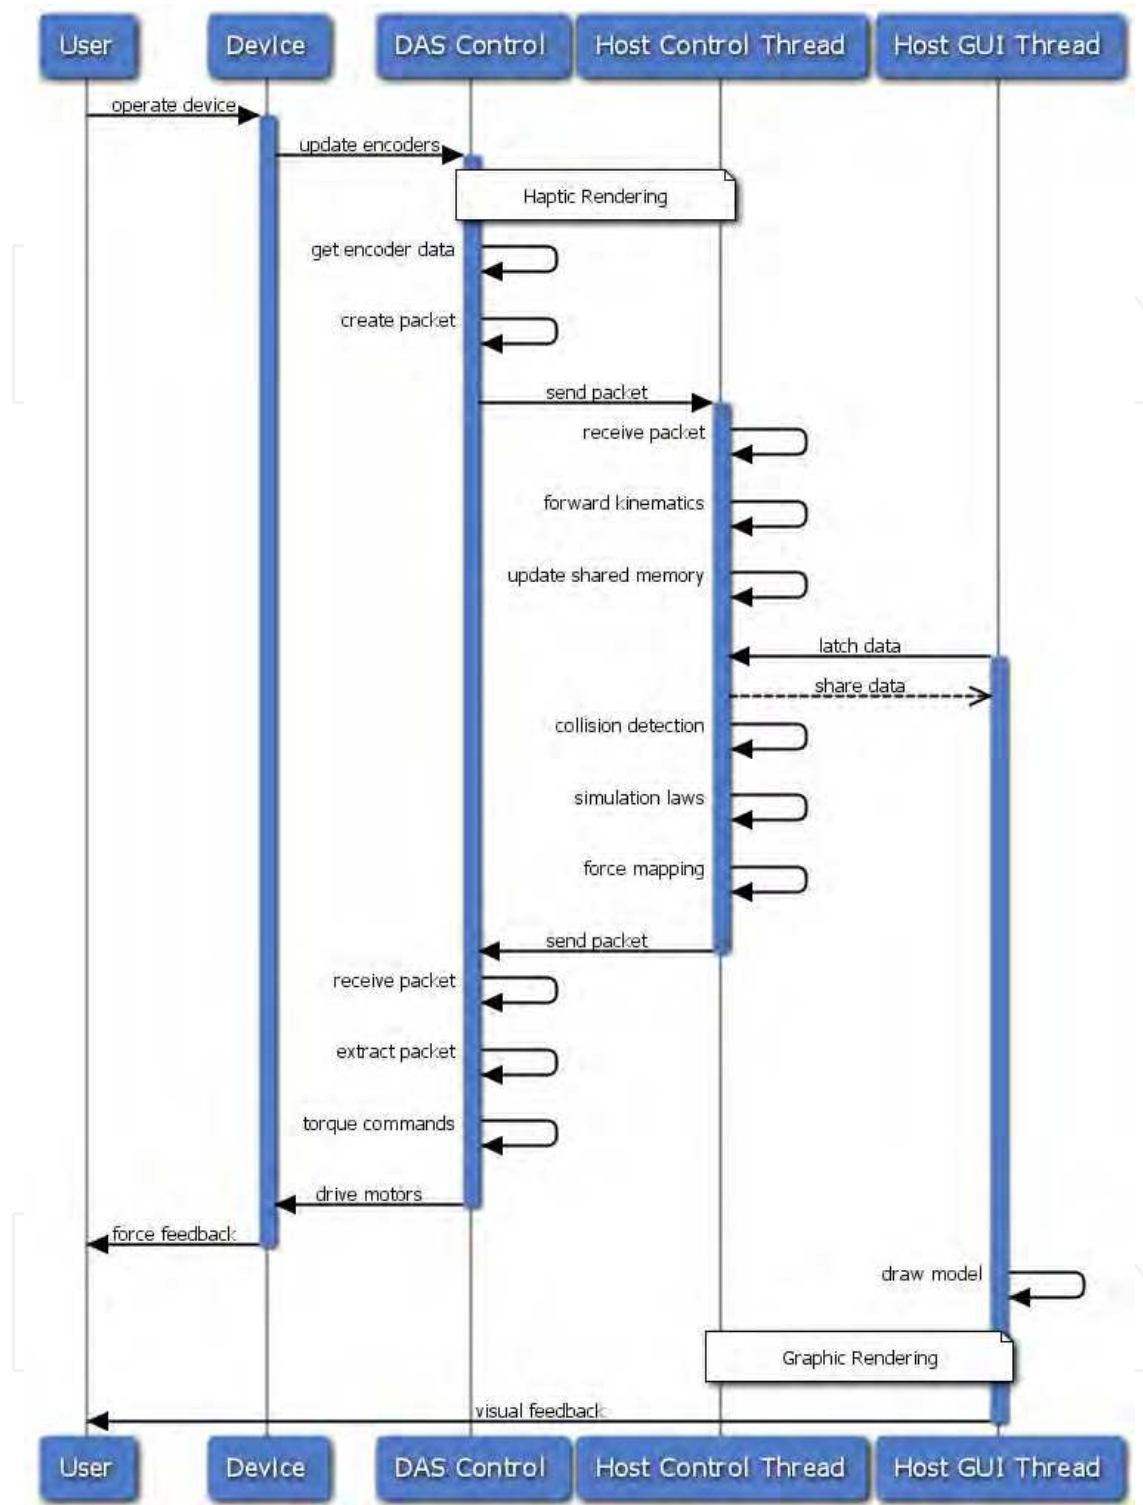 User
Device
DAS Control
Host Control Thread
Host GUI Thread
operate device
update encoders
Haptic Rendering
get encoder data
create packet
send packet
receive packet
forward kinematics
update shared memory
latch data
share data
collision detection
simulation laws
force mapping
send packet
receive packet
extract packet
torque commands
drive motors
force feedback
draw model
Graphic Rendering
visual feedback
User
Device
DAS Control
Host Control Thread
Host GUI Thread